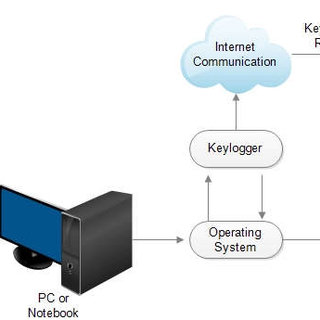 Internet
Communication
Keylogger
Operating
System
PC or
Notebook